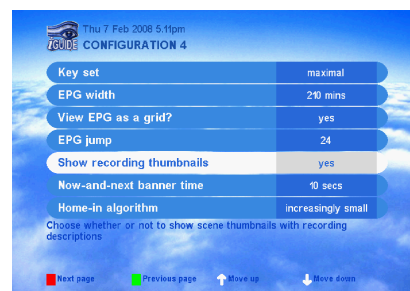 Thu 7 Feb 2008 5.11pm
ZGUIDE CONFIGURATION 4
Key set maximal
EPG width 210 mins
View EPG as a grid? yes
EPG jump 24
Show recording thumbnails yes
Now-and-next banner time 10 secs
Home-in algorithm increasingly small
Choose whether or not to show scene thumbnails with recording
descriptions
Next page Previous page Move up Move down